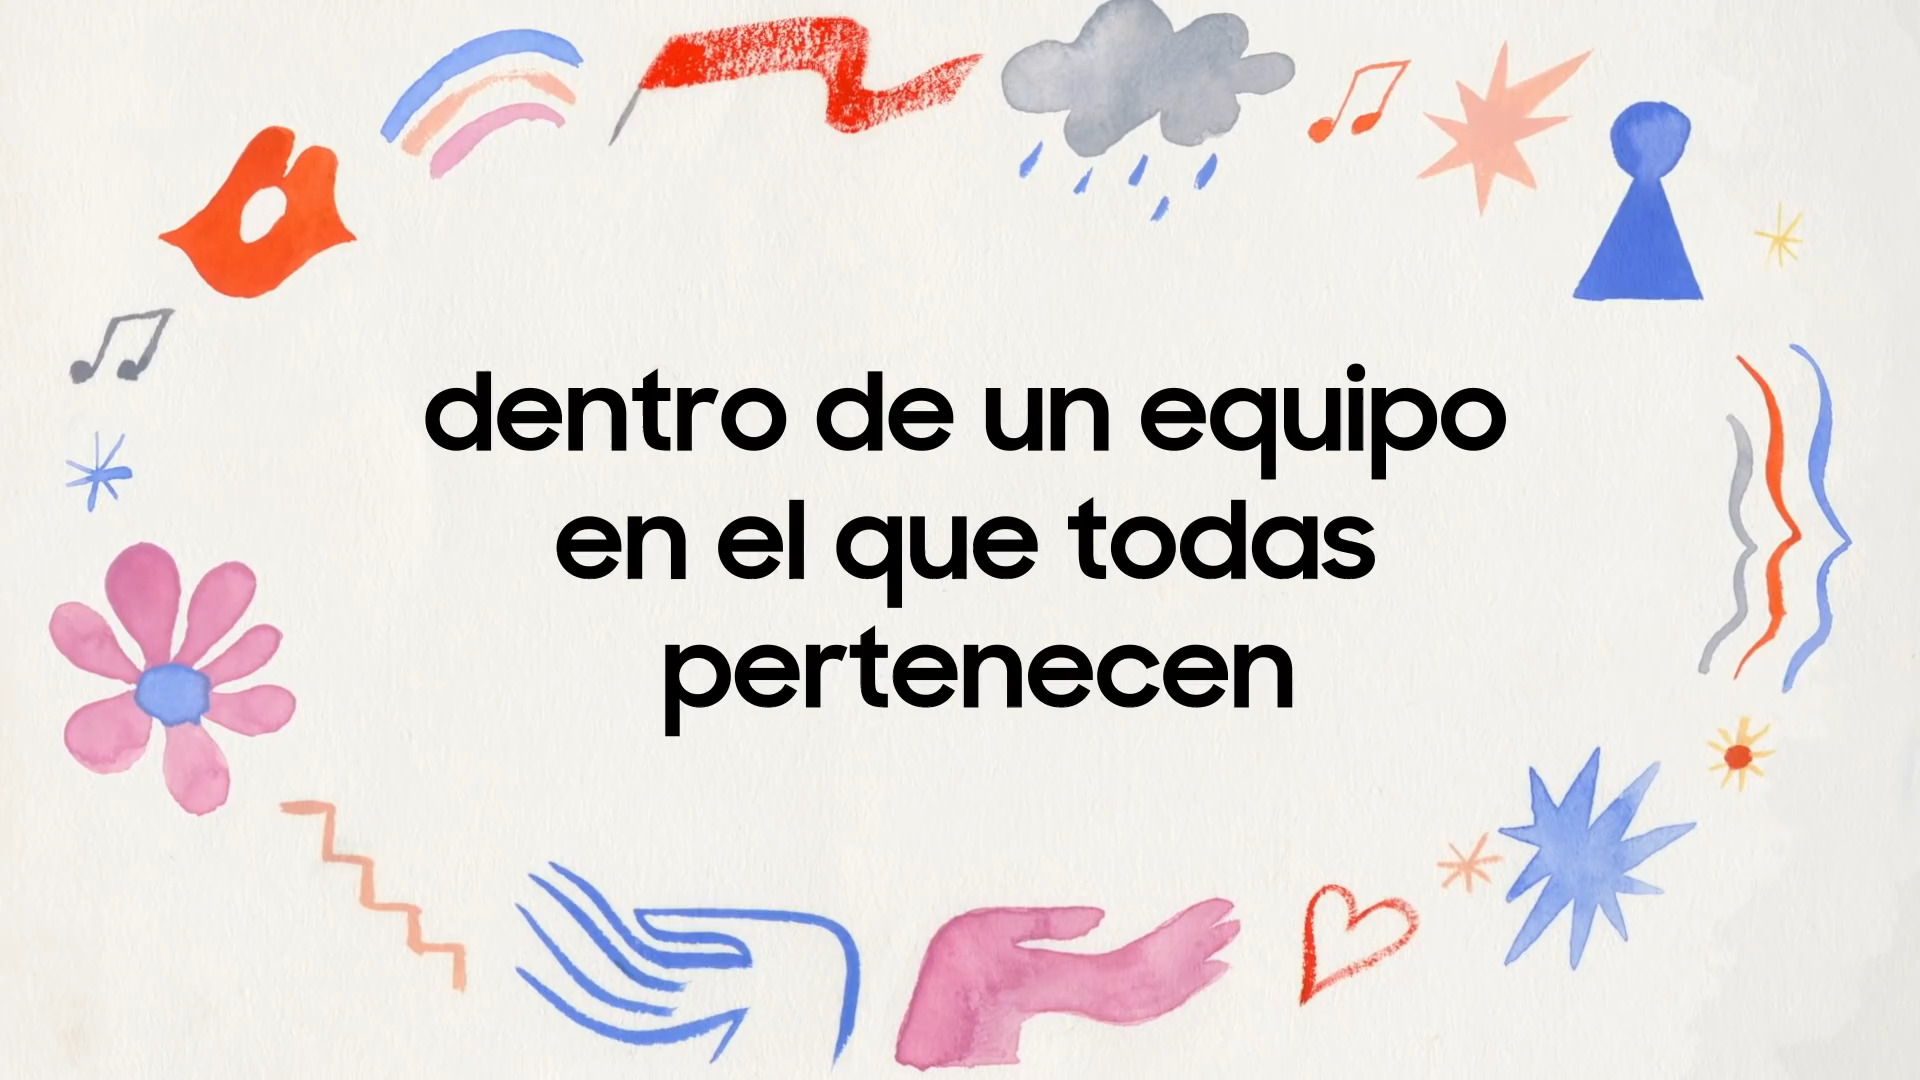 dentro de un equipo
en el que todas
pertenecen